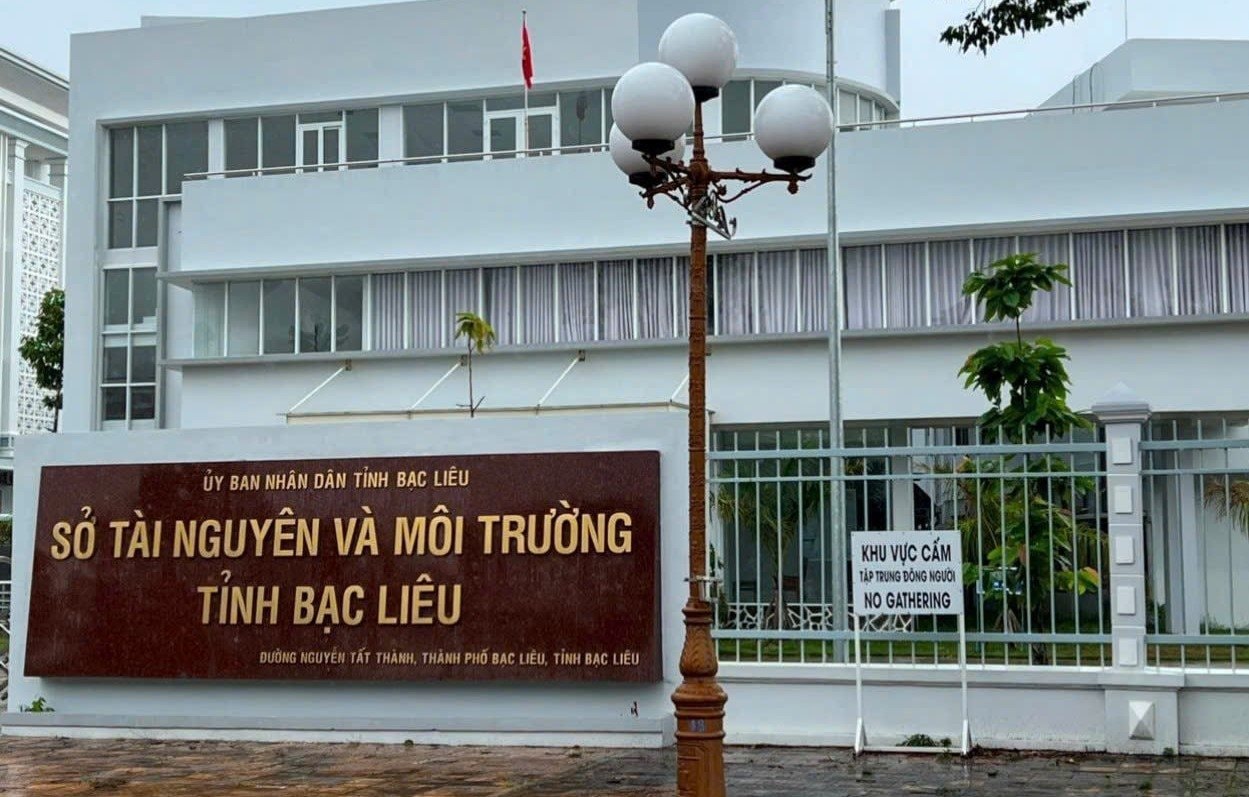 ỦY BAN NHÂN DÂN TỈNH BẠC LIÊU
SỞ TÀI NGUYÊN VÀ MÔI TRƯỜNG
TỈNH BẠC LIÊU
ĐƯỜNG NGUYỄN TẤT THÀNH, THÀNH PHỐ BẠC LIÊU, TỈNH BẠC LIÊU
KHU VỰC CẤM
TẬP TRUNG ĐÔNG NGƯỜI
NO GATHERING
18